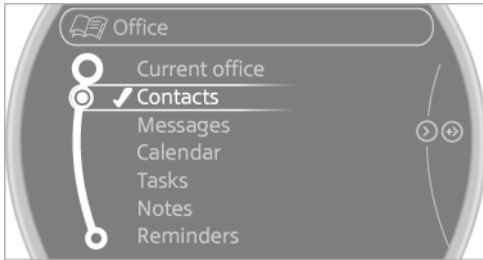 Office
Current office
Contacts
Messages
Calendar
Tasks
Notes
Reminders